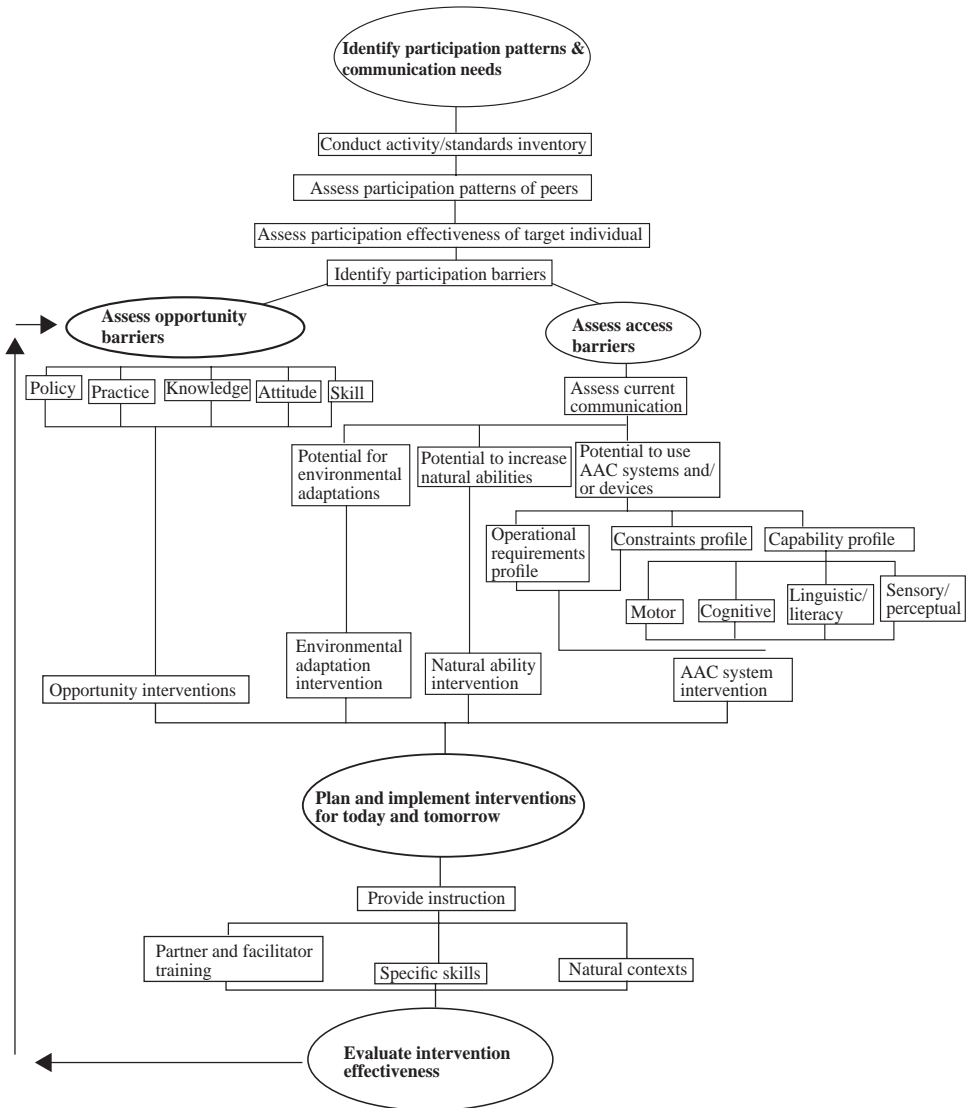 Identify participation patterns &
communication needs
Conduct activity/standards inventory
Assess participation patterns of peers
Assess participation effectiveness of target individual
Identify participation barriers
Assess opportunity
barriers
Assess access
barriers
Policy
Practice
Knowledge
Attitude
Skill
Assess current
communication
Potential for
environmental
adaptations
Potential to increase
natural abilities
Potential to use
AAC systems and/
or devices
Operational
requirements
profile
Constraints profile
Capability profile
Motor
Cognitive
Linguistic/
literacy
Sensory/
perceptual
Opportunity interventions
Environmental
adaptation
intervention
Natural ability
intervention
AAC system
intervention
Plan and implement interventions
for today and tomorrow
Provide instruction
Partner and facilitator
training
Specific skills
Natural contexts
Evaluate intervention
effectiveness